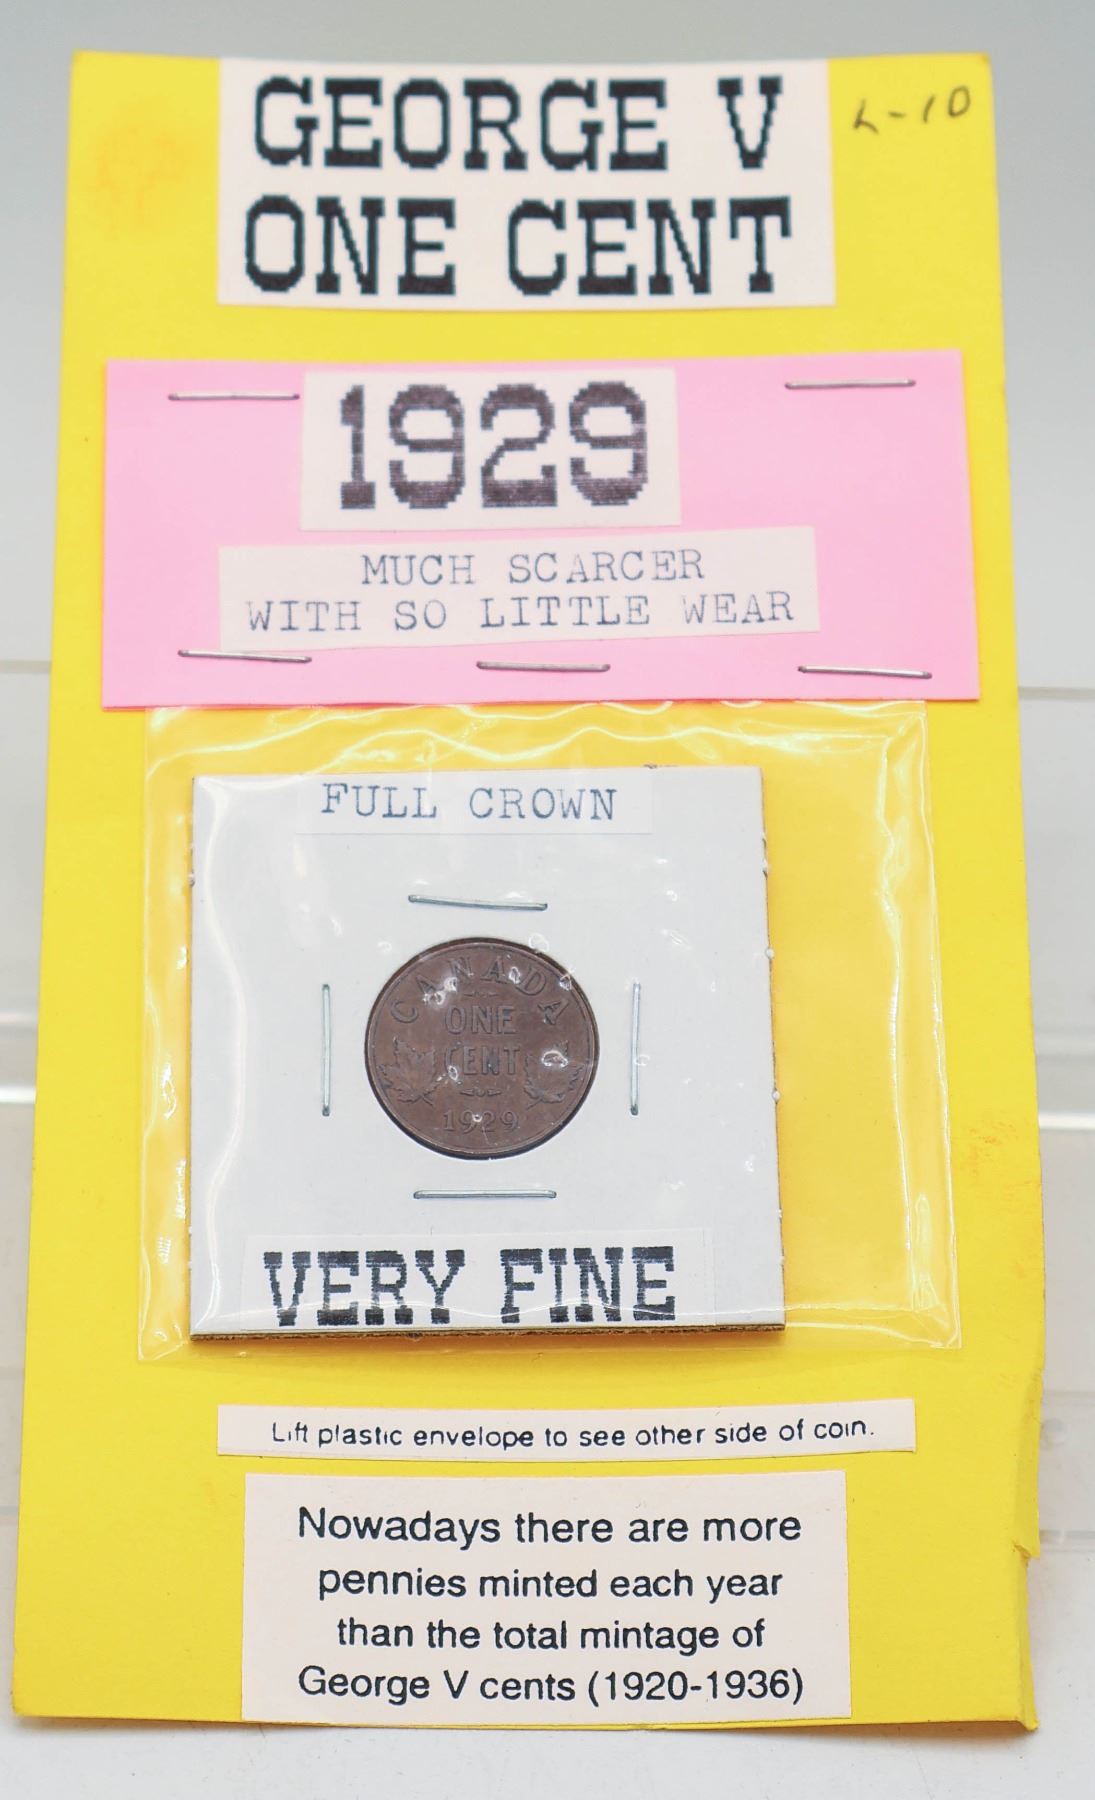 GEORGE V
ONE CENT
L-10
1929
MUCH SCARCER
WITH SO LITTLE WEAR
FULL CROWN
CANADA
ONE
CENT
1929
VERY FINE
Lift plastic envelope to see other side of coin.
Nowadays there are more
pennies minted each year
than the total mintage of
George V cents (1920-1936)